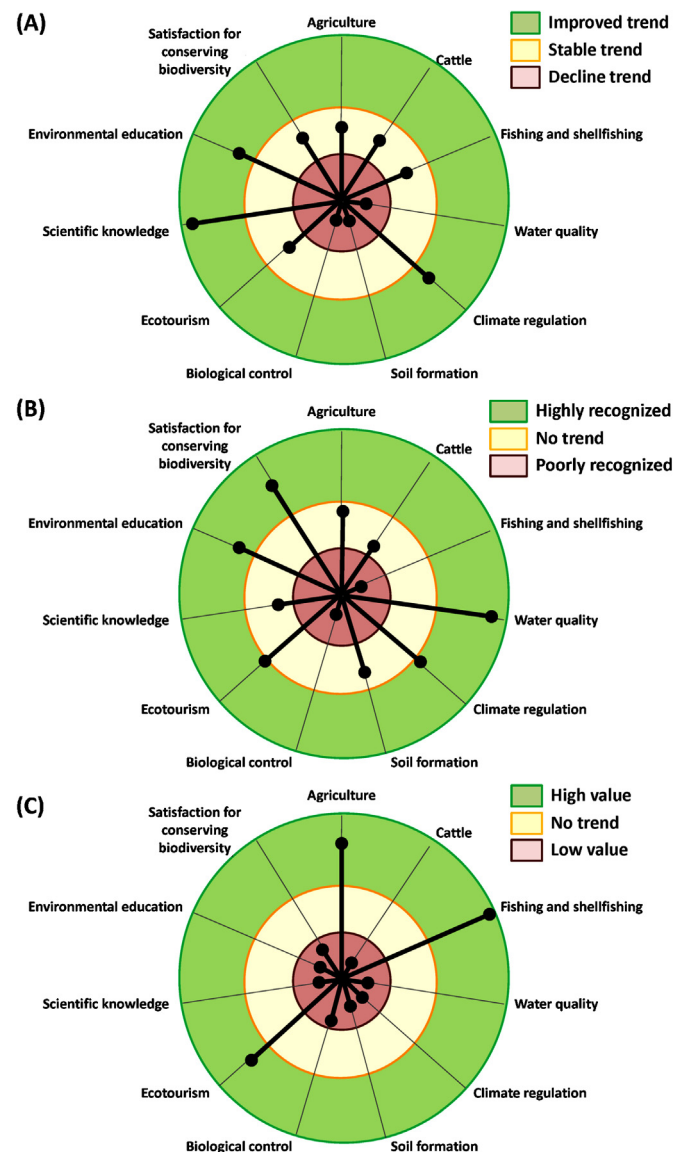 (A)
Agriculture
Satisfaction for
conserving
biodiversity
Cattle
Improved trend
Stable trend
Decline trend
Environmental education
Fishing and shellfishing
Scientific knowledge
Water quality
Ecotourism
Climate regulation
Biological control
Soil formation
(B)
Agriculture
Satisfaction for
conserving
biodiversity
Cattle
Highly recognized
No trend
Poorly recognized
Environmental education
Fishing and shellfishing
Scientific knowledge
Water quality
Ecotourism
Climate regulation
Biological control
Soil formation
(C)
Agriculture
Satisfaction for
conserving
biodiversity
Cattle
High value
No trend
Low value
Environmental education
Fishing and shellfishing
Scientific knowledge
Water quality
Ecotourism
Climate regulation
Biological control
Soil formation